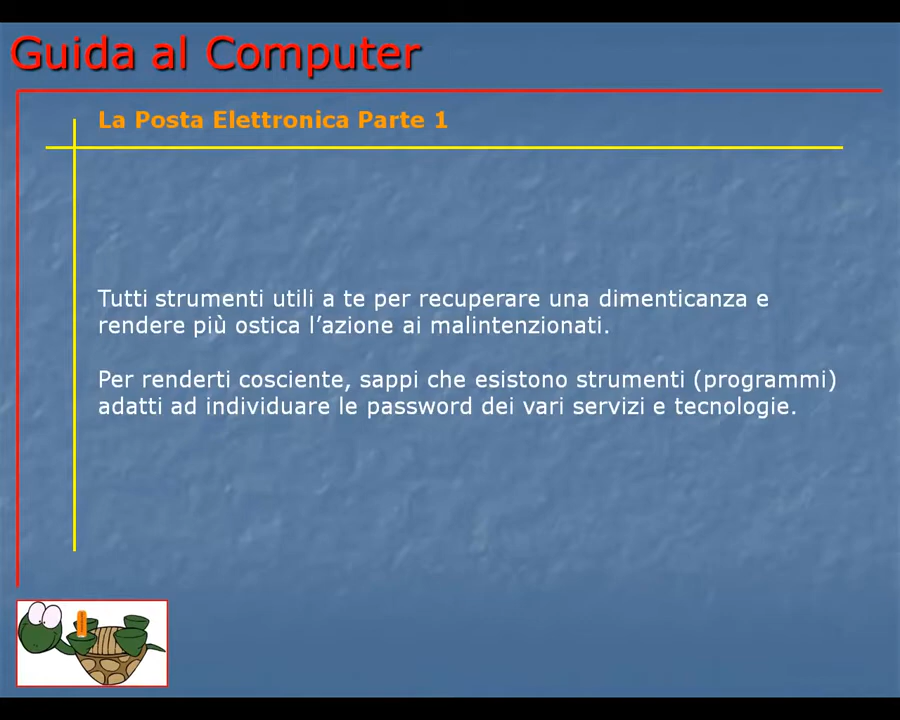 Guida al Computer
La Posta Elettronica Parte 1
Tutti strumenti utili a te per recuperare una dimenticanza e
rendere più ostica l’azione ai malintenzionati.
Per renderti cosciente, sappi che esistono strumenti (programmi)
adatti ad individuare le password dei vari servizi e tecnologie.